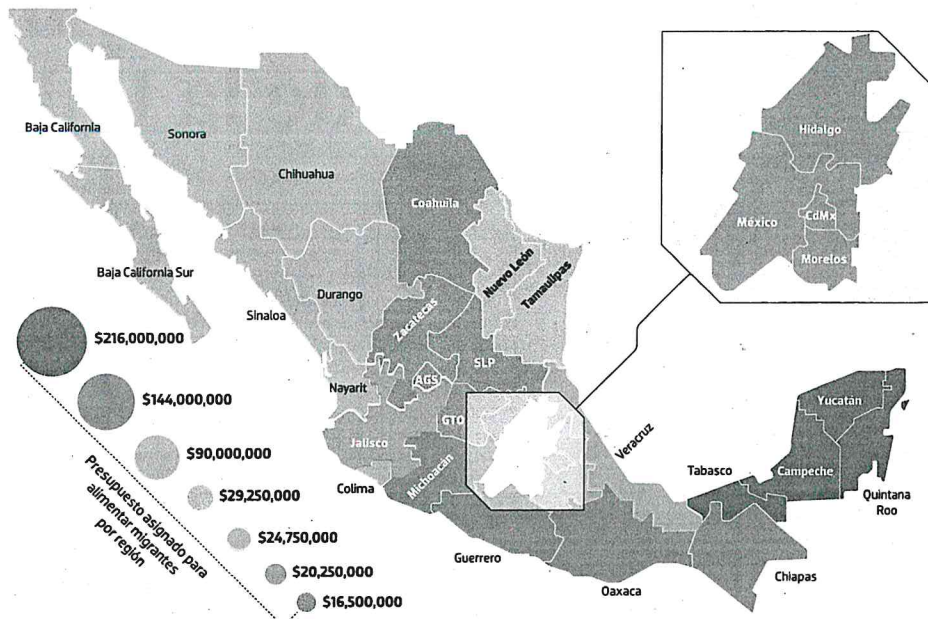 Baja California
Sonora
Chihuahua
Coahuila
Nuevo León
Tamaulipas
Baja California Sur
Sinaloa
Durango
Zacatecas
SLP
AGS
Nayarit
GTO
Jalisco
Colima
Michoacán
Guerrero
Oaxaca
Veracruz
Tabasco
Chiapas
Campeche
Yucatán
Quintana
Roo
Hidalgo
México
CdMx
Morelos
$216,000,000
$144,000,000
$90,000,000
$29,250,000
$24,750,000
$20,250,000
$16,500,000
Presupuesto asignado para
alimentar migrantes
por región